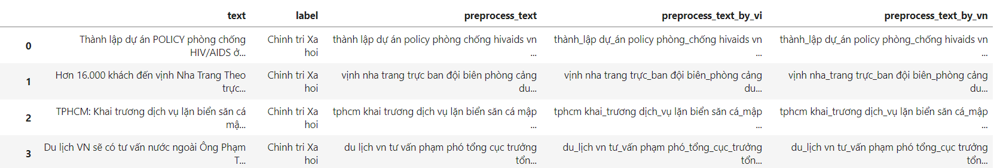 text label preprocess_text preprocess_text_by_vi preprocess_text_by_vn
0 Thành lập dự án POLICY phòng chống Chinh tri Xa thành lập dự án policy phòng chống hivaids vn thành_lập dự_án policy phòng_chống hivaids vn thành_lập dự_án policy phòng_chống hivaids vn
HIV/AIDS ở... hoi ... ... ...
1 Hơn 16.000 khách đến vịnh Nha Trang Theo Chinh tri Xa vịnh nha trang trực ban đội biên phòng cảng vịnh nha trang trực_ban đội biên_phòng cảng vịnh nha_trang trực_ban đội biên_phòng cảng
trực... hoi du... du... du...
2 TPHCM: Khai trương dịch vụ lặn biển săn cá Chinh tri Xa tphcm khai trương dịch vụ lặn biển săn cá mập tphcm khai_trương dịch_vụ lặn biển săn cá_mập tphcm khai_trương dịch_vụ lặn biển săn cá_mập
mậ... hoi ... ... ...
3 Du lịch VN sẽ có tư vấn nước ngoài Ông Phạm Chinh tri Xa du lịch vn tư vấn phạm phó tổng cục trưởng du_lịch vn tư_vấn phạm phó_tổng_cục_trưởng du_lịch vn tư_vấn phạm phó tổng_cục trưởng
T... hoi tổn... tổn... tổn...